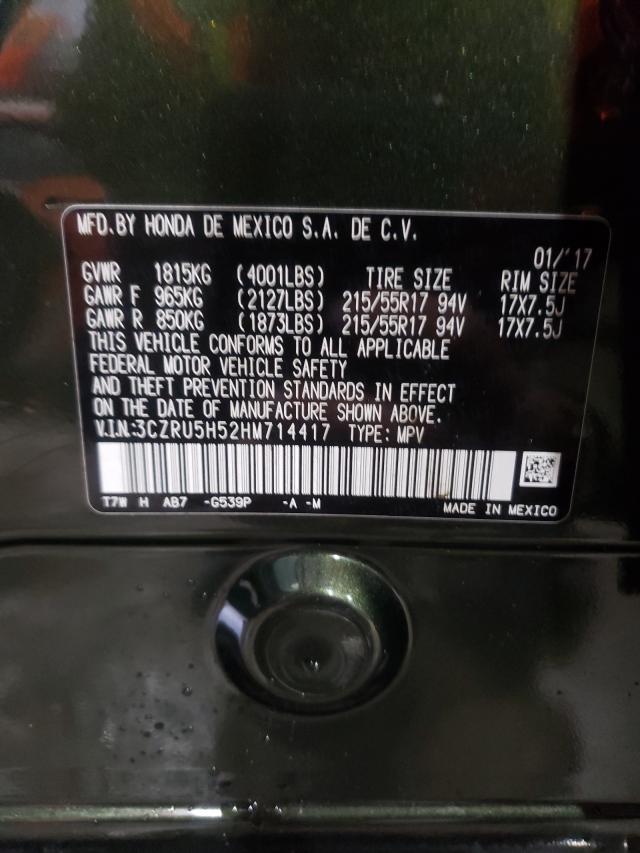 MFD.BY HONDA DE MEXICO S.A. DE C.V.
01/'17
GVWR 1815KG (4001LBS) TIRE SIZE RIM SIZE
GAWR F 965KG (2127LBS) 215/55R17 94V 17X7.5J
GAWR R 850KG (1873LBS) 215/55R17 94V 17X7.5J
THIS VEHICLE CONFORMS TO ALL APPLICABLE
FEDERAL MOTOR VEHICLE SAFETY
AND THEFT PREVENTION STANDARDS IN EFFECT
ON THE DATE OF MANUFACTURE SHOWN ABOVE.
V.I.N:3CZRU5H52HM714417 TYPE: MPV
T7W H AB7 -G539P -A -M MADE IN MEXICO